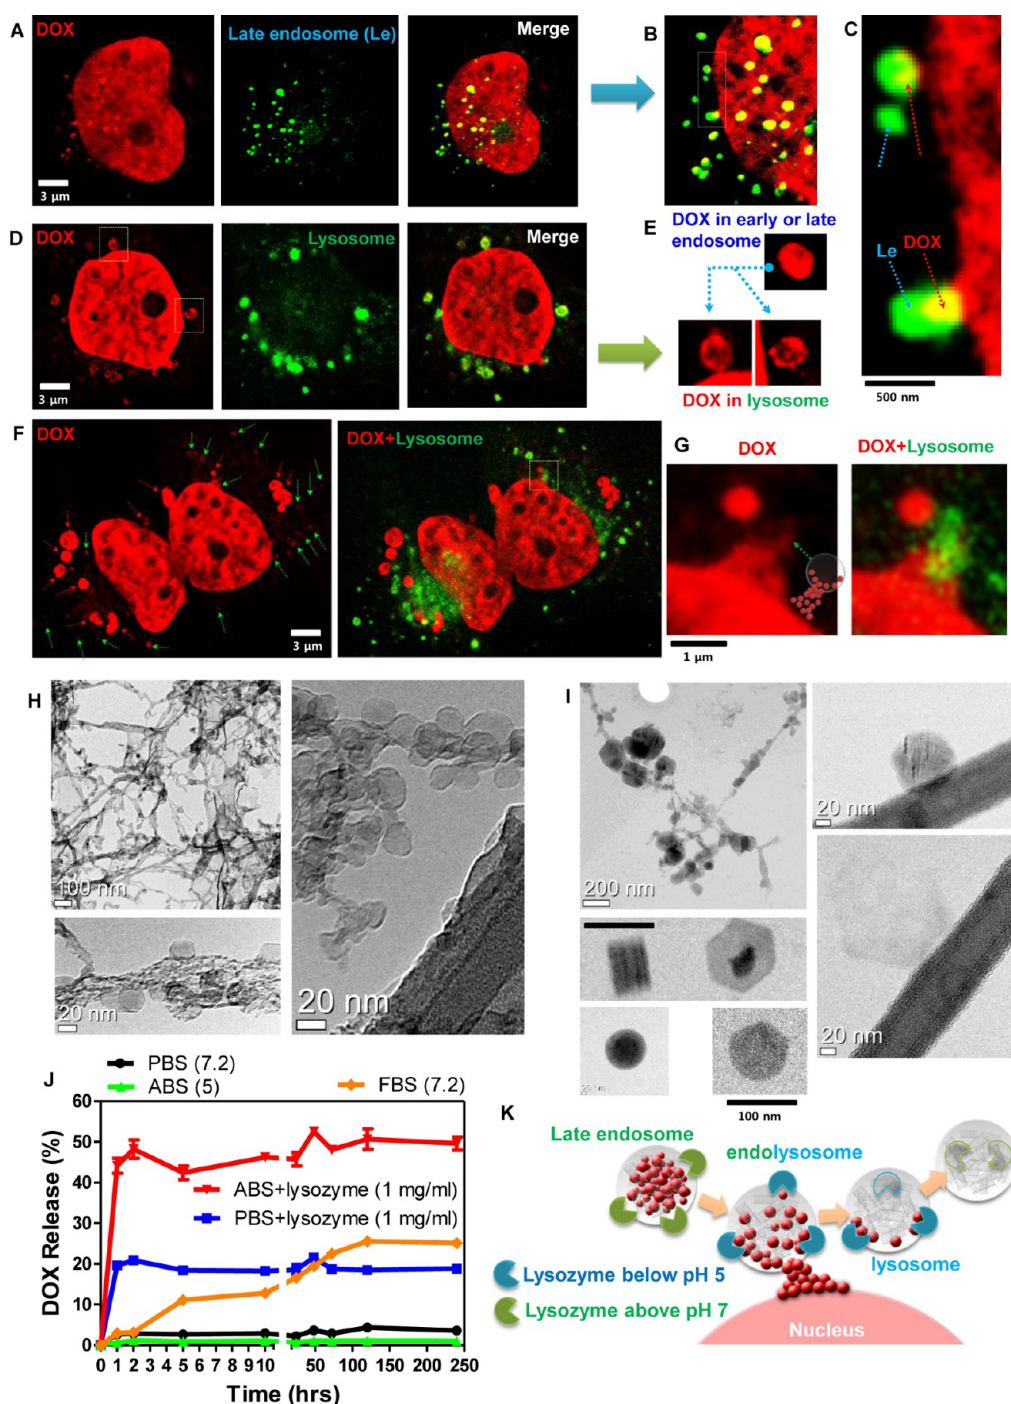 A
DOX
Late endosome (Le)
Merge
3 μm
B
C
Le
DOX
500 nm
D
DOX
Lysosome
Merge
3 μm
E
DOX in early or late
endosome
DOX in lysosome
F
DOX
DOX+Lysosome
3 μm
G
DOX
DOX+Lysosome
1 μm
H
100 nm
20 nm
20 nm
I
200 nm
20 nm
20 nm
100 nm
J
PBS (7.2)
ABS (5)
FBS (7.2)
DOX Release (%)
60
50
40
30
20
10
0
ABS+lysozyme (1 mg/ml)
PBS+lysozyme (1 mg/ml)
0 1 2 3 4 5 6 7 8 9 10 50 100 150 200 250
Time (hrs)
K
Late endosome
endolysosome
lysosome
Lysozyme below pH 5
Lysozyme above pH 7
Nucleus